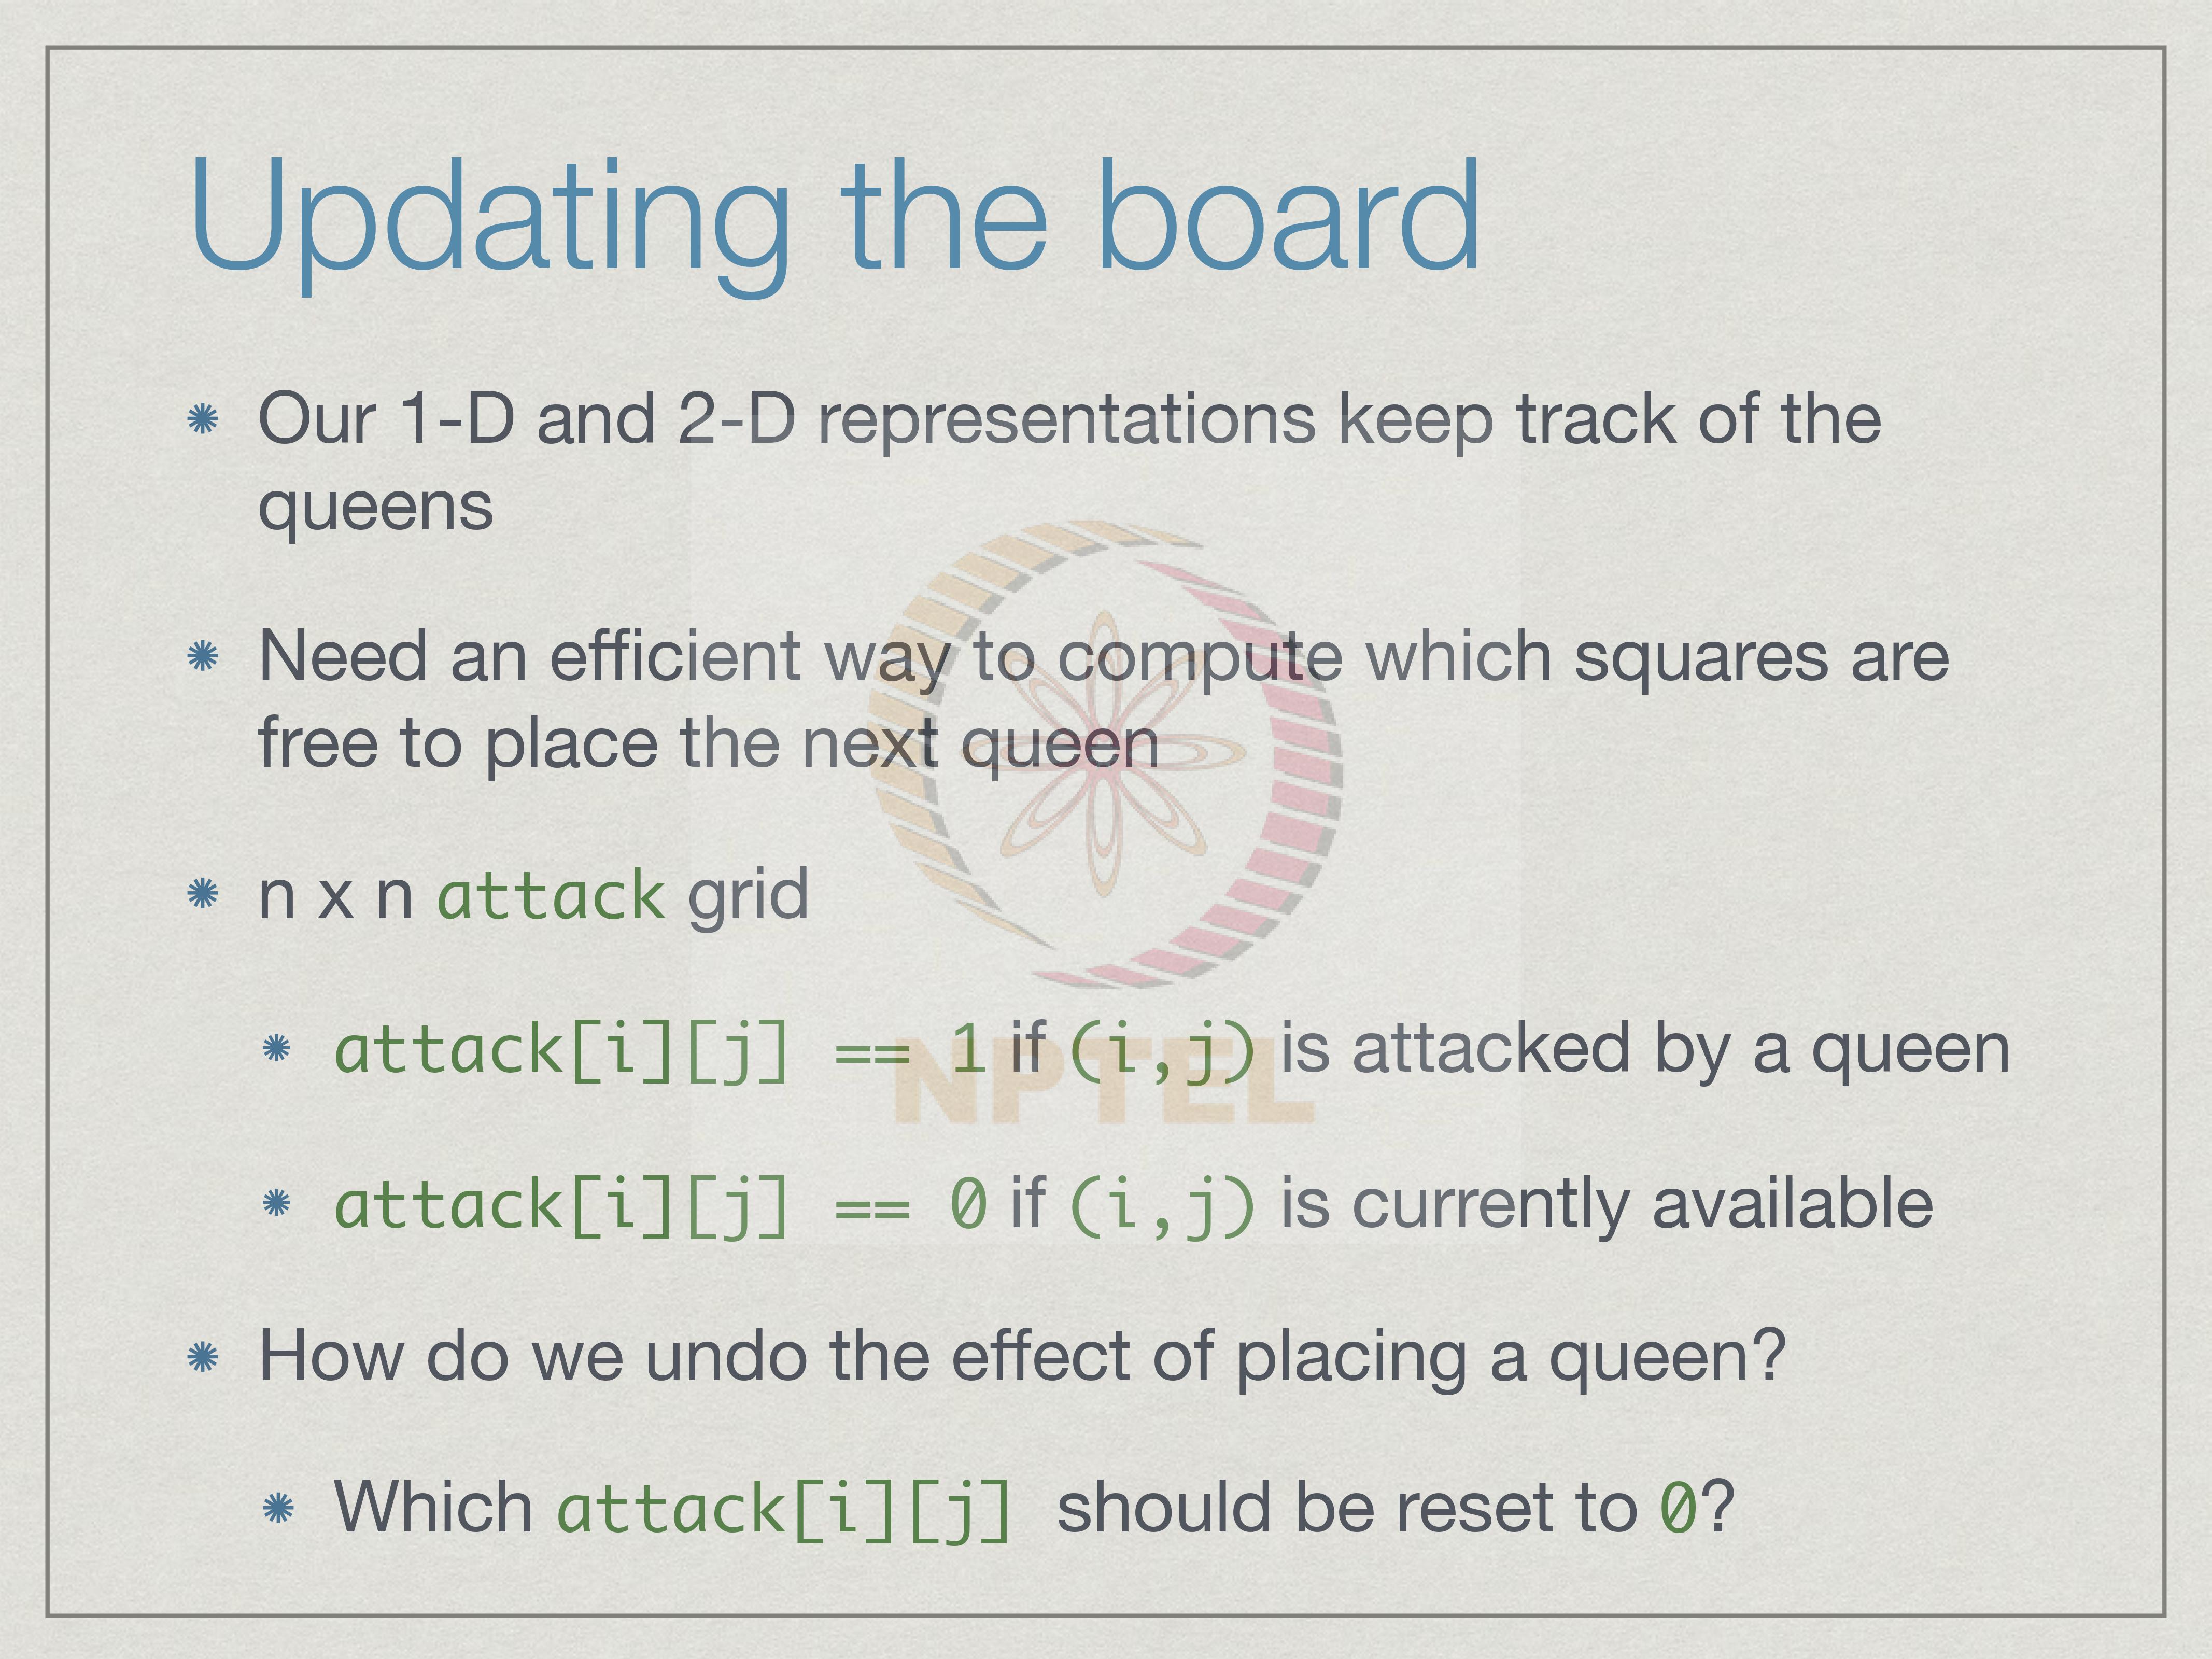 Updating the board
Our 1-D and 2-D representations keep track of the
queens
Need an efficient way to compute which squares are
free to place the next queen
n x n attack grid
attack[i][j] == 1 if (i,j) is attacked by a queen
NPTEL
attack[i][j] == 0 if (i,j) is currently available
How do we undo the effect of placing a queen?
Which attack[i][j] should be reset to 0?